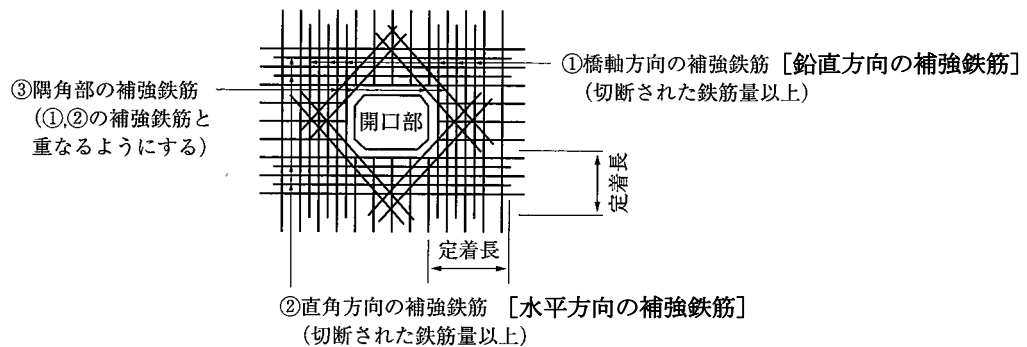 ①橋軸方向の補強鉄筋 [鉛直方向の補強鉄筋]
(切断された鉄筋量以上)
③隅角部の補強鉄筋
(①,②の補強鉄筋と
重なるようにする)
開口部
定着長
定着長
②直角方向の補強鉄筋 [水平方向の補強鉄筋]
(切断された鉄筋量以上)